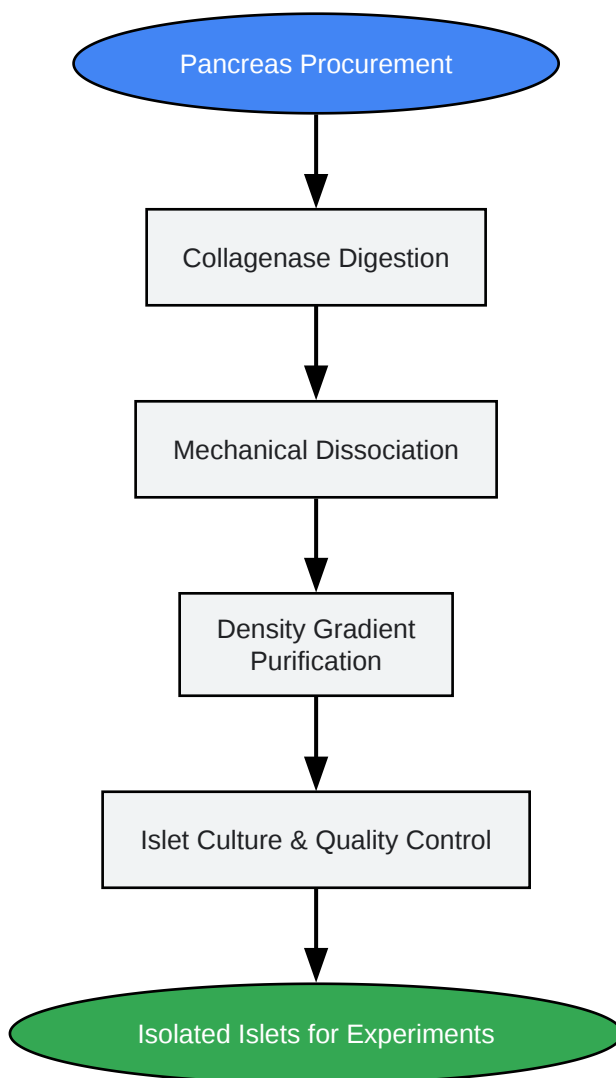 Pancreas Procurement
Collagenase Digestion
Mechanical Dissociation
Density Gradient
Purification
Islet Culture & Quality Control
Isolated Islets for Experiments